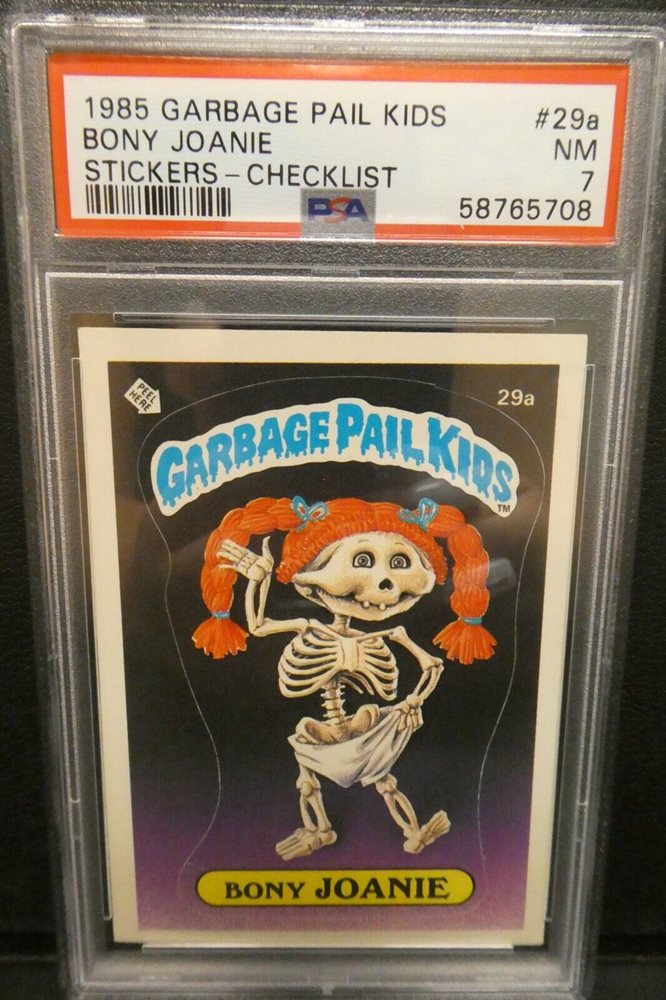 1985 GARBAGE PAIL KIDS #29a
BONY JOANIE NM
STICKERS - CHECKLIST 7
PSA 58765708
PEEL HERE
29a
GARBAGE PAIL KIDS
TM
BONY JOANIE